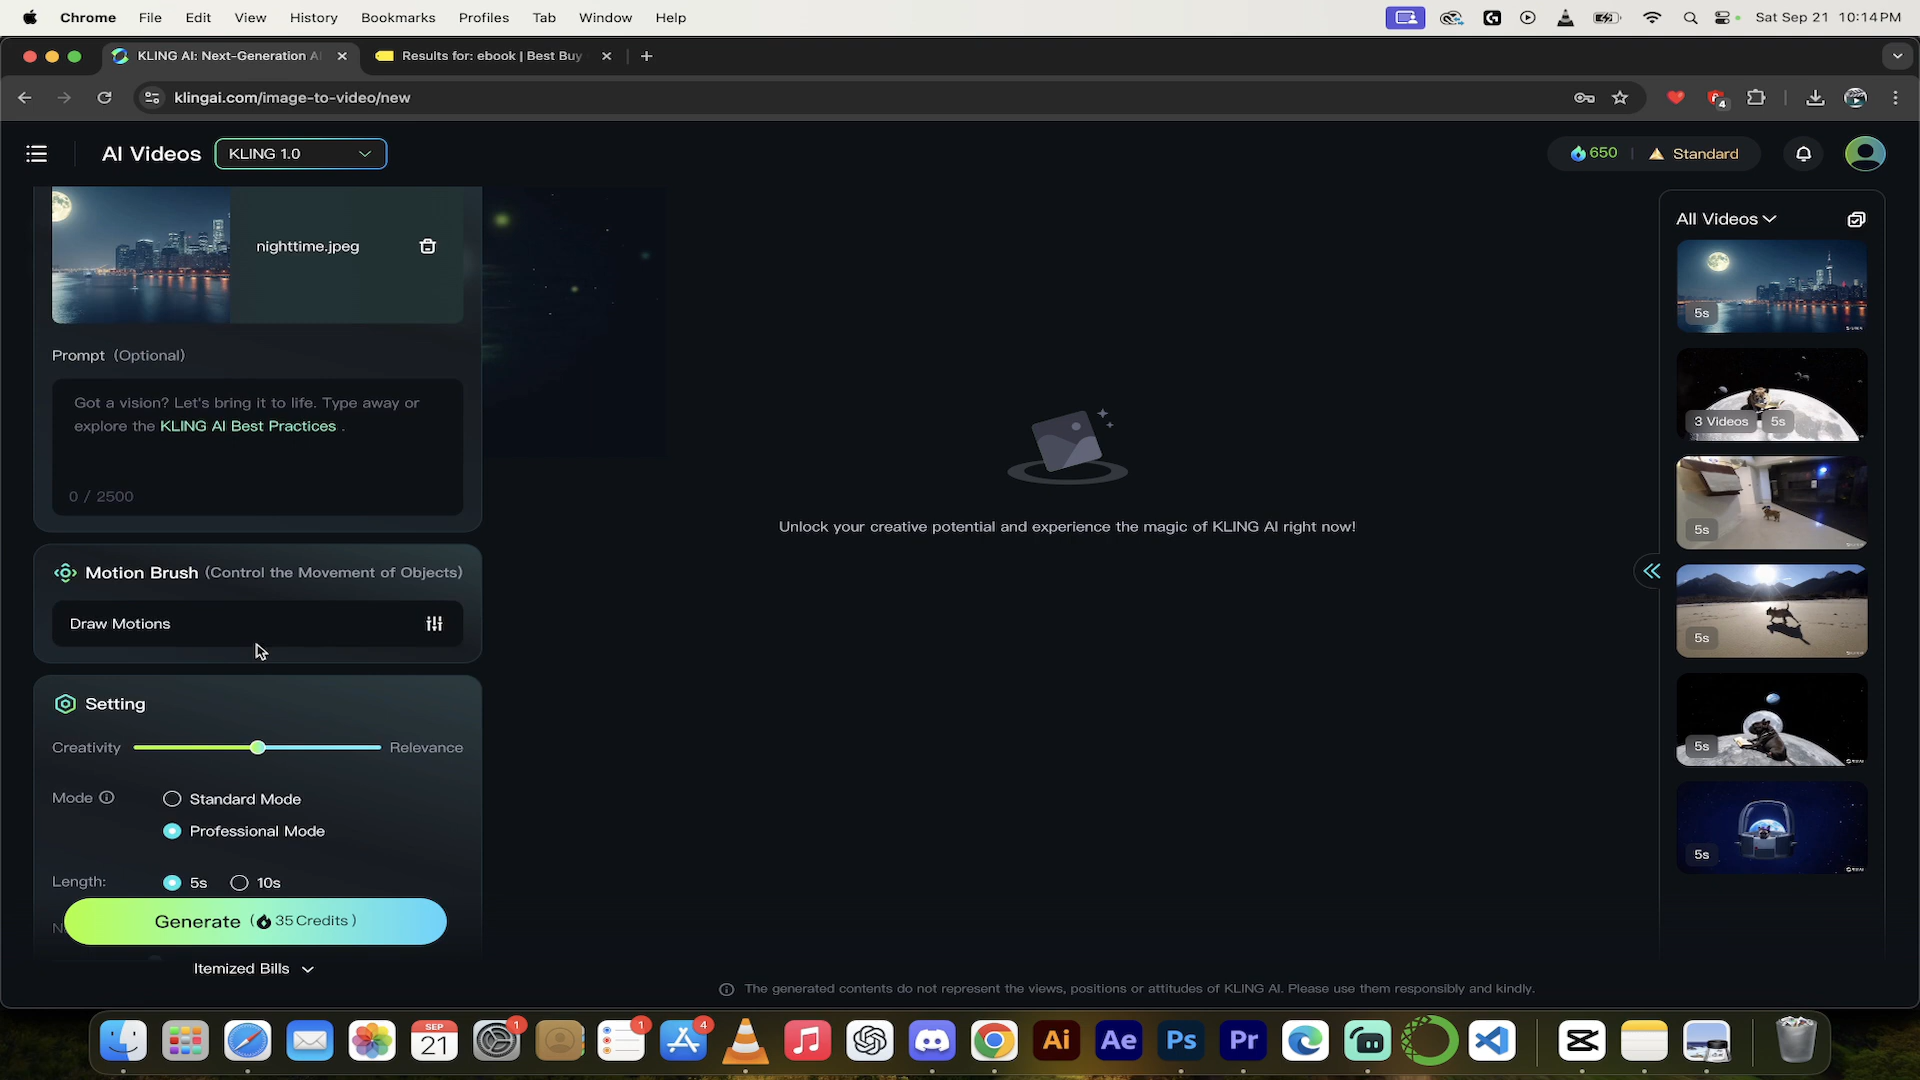 Chrome File Edit View History Bookmarks Profiles Tab Window Help
Sat Sep 21 10:14 PM
KLING AI: Next-Generation AI
Results for: ebook | Best Buy
klingai.com/image-to-video/new
4
AI Videos
KLING 1.0
650
Standard
nighttime.jpeg
All Videos
5s
Prompt (Optional)
Got a vision? Let's bring it to life. Type away or
explore the KLING AI Best Practices .
0 / 2500
3 Videos
5s
Unlock your creative potential and experience the magic of KLING AI right now!
5s
Motion Brush (Control the Movement of Objects)
Draw Motions
5s
Setting
Creativity
Relevance
5s
Mode
Standard Mode
Professional Mode
5s
Length:
5s
10s
Generate ( 35 Credits )
Itemized Bills
The generated contents do not represent the views, positions or attitudes of KLING AI. Please use them responsibly and kindly.
SEP
21
1
1
4
Ai
Ae
Ps
Pr